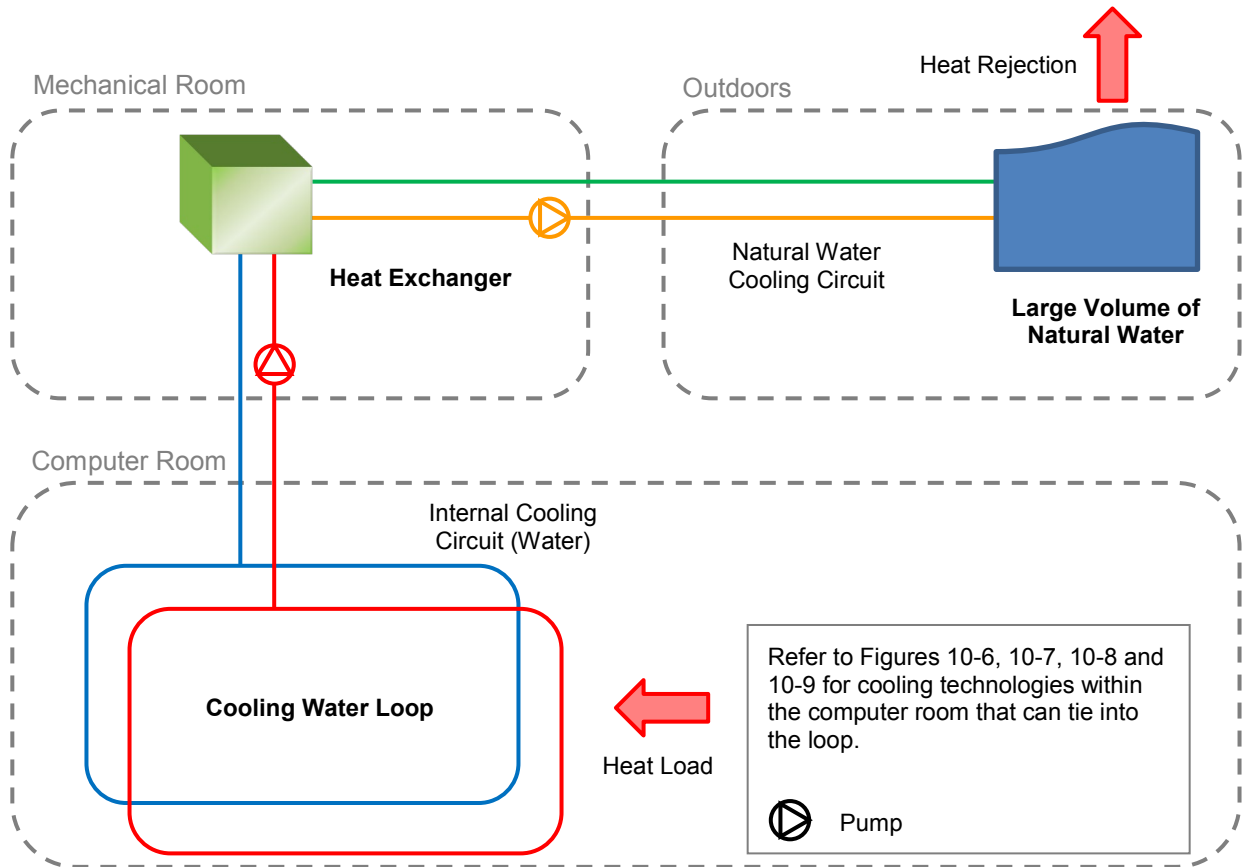 Heat Rejection
Mechanical Room
Outdoors
Heat Exchanger
Natural Water
Cooling Circuit
Large Volume of
Natural Water
Computer Room
Internal Cooling
Circuit (Water)
Cooling Water Loop
Heat Load
Refer to Figures 10-6, 10-7, 10-8 and
10-9 for cooling technologies within
the computer room that can tie into
the loop.
Pump